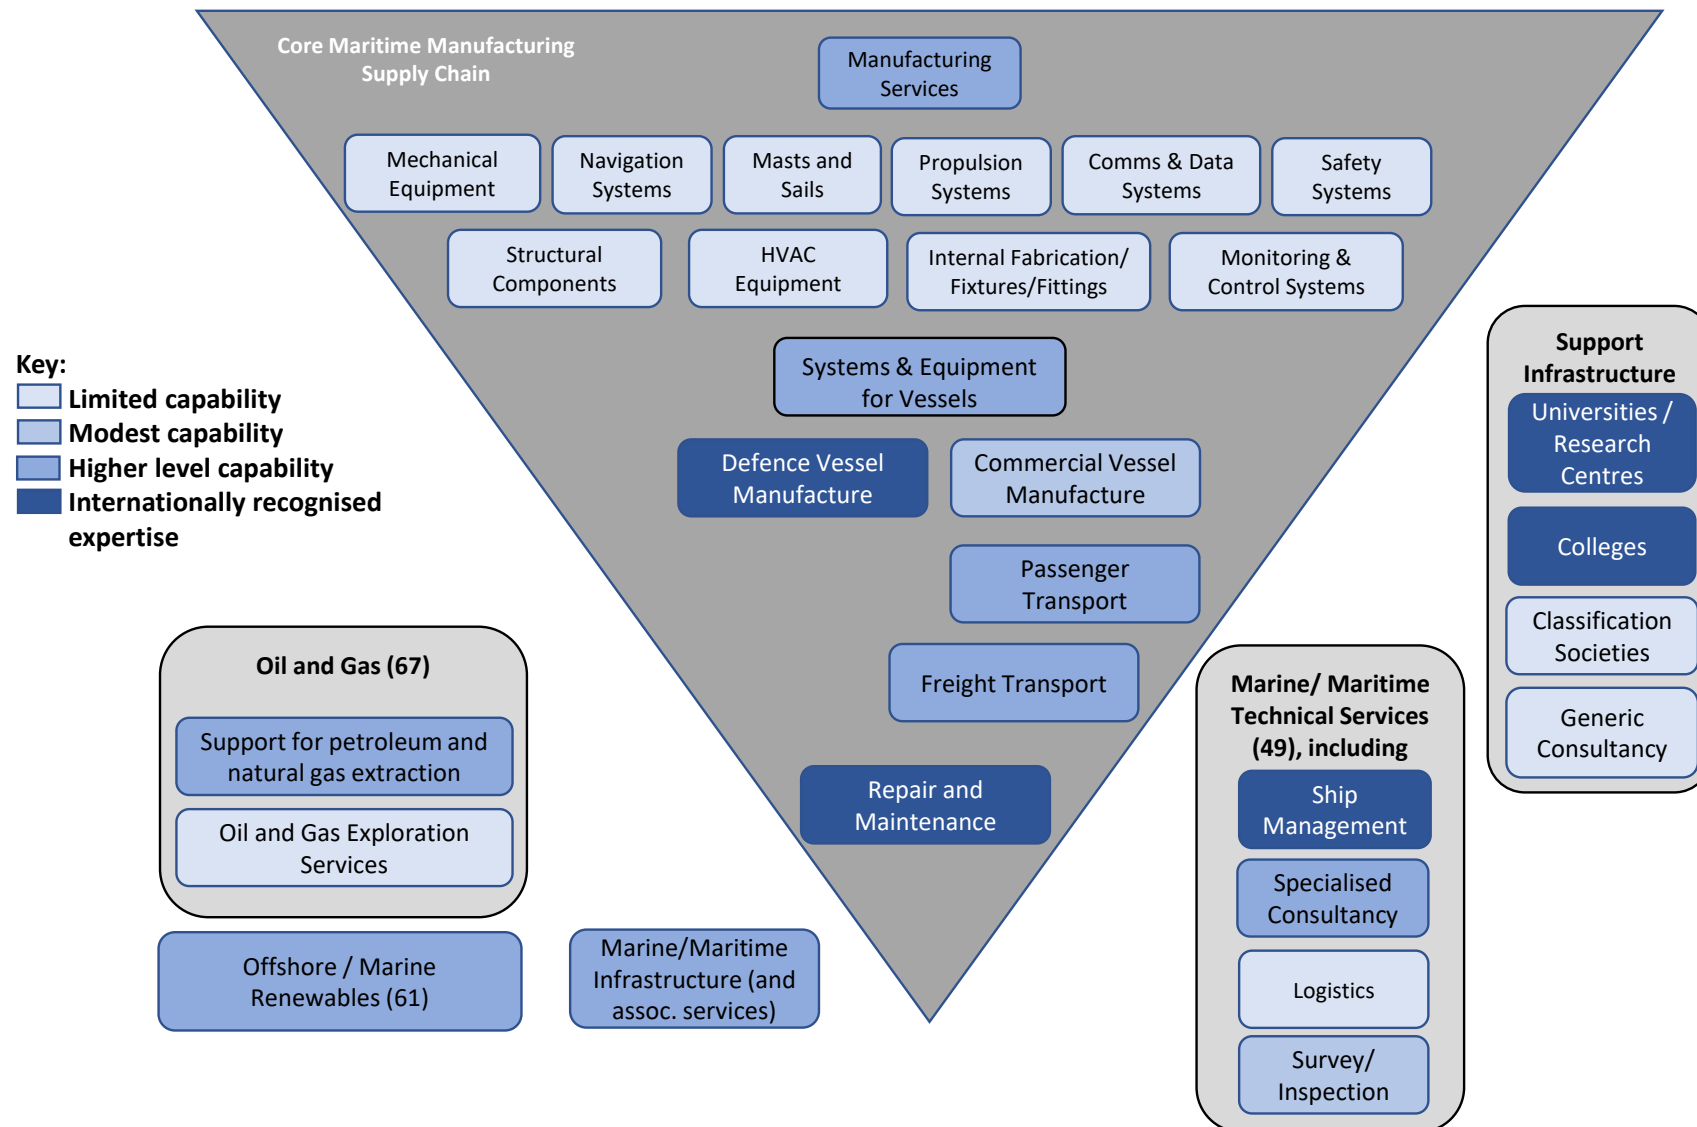 Core Maritime Manufacturing
Supply Chain
Manufacturing
Services
Mechanical
Equipment
Navigation
Systems
Masts and
Sails
Propulsion
Systems
Comms & Data
Systems
Safety
Systems
Structural
Components
HVAC
Equipment
Internal Fabrication/
Fixtures/Fittings
Monitoring &
Control Systems
Systems & Equipment
for Vessels
Defence Vessel
Manufacture
Commercial Vessel
Manufacture
Passenger
Transport
Freight Transport
Repair and
Maintenance
Key:
Limited capability
Modest capability
Higher level capability
Internationally recognised
expertise
Oil and Gas (67)
Support for petroleum and
natural gas extraction
Oil and Gas Exploration
Services
Offshore / Marine
Renewables (61)
Marine/Maritime
Infrastructure (and
assoc. services)
Marine/ Maritime
Technical Services
(49), including
Ship
Management
Specialised
Consultancy
Logistics
Survey/
Inspection
Support
Infrastructure
Universities /
Research
Centres
Colleges
Classification
Societies
Generic
Consultancy